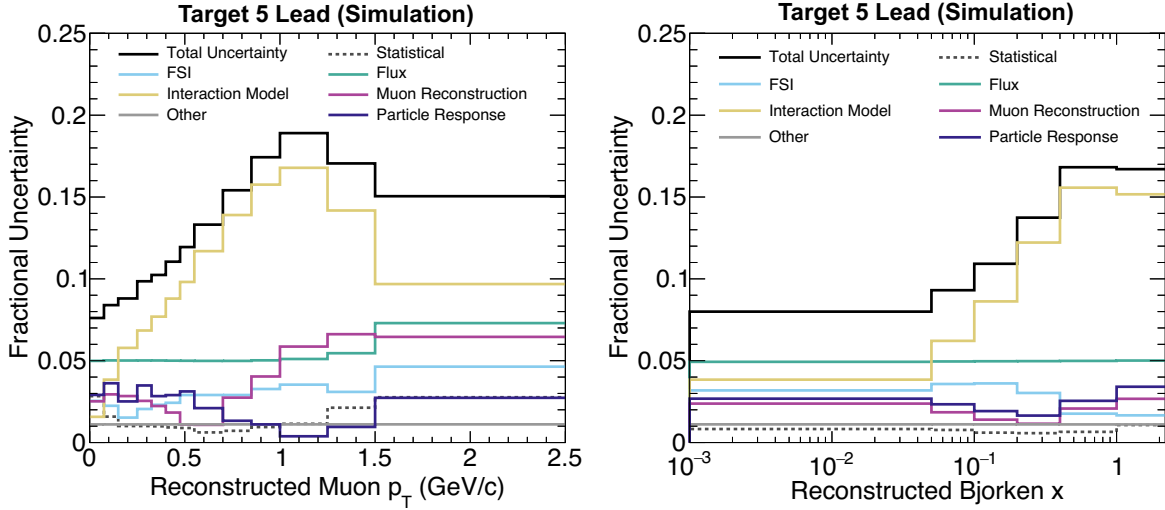 Target 5 Lead (Simulation)
0.25
0.2
0.15
0.1
0.05
0
Fractional Uncertainty
Total Uncertainty
FSI
Interaction Model
Other
Statistical
Flux
Muon Reconstruction
Particle Response
0 0.5 1 1.5 2 2.5
Reconstructed Muon p_T (GeV/c)
Target 5 Lead (Simulation)
0.25
0.2
0.15
0.1
0.05
0
Fractional Uncertainty
Total Uncertainty
FSI
Interaction Model
Other
Statistical
Flux
Muon Reconstruction
Particle Response
10⁻³ 10⁻² 10⁻¹ 1
Reconstructed Bjorken x